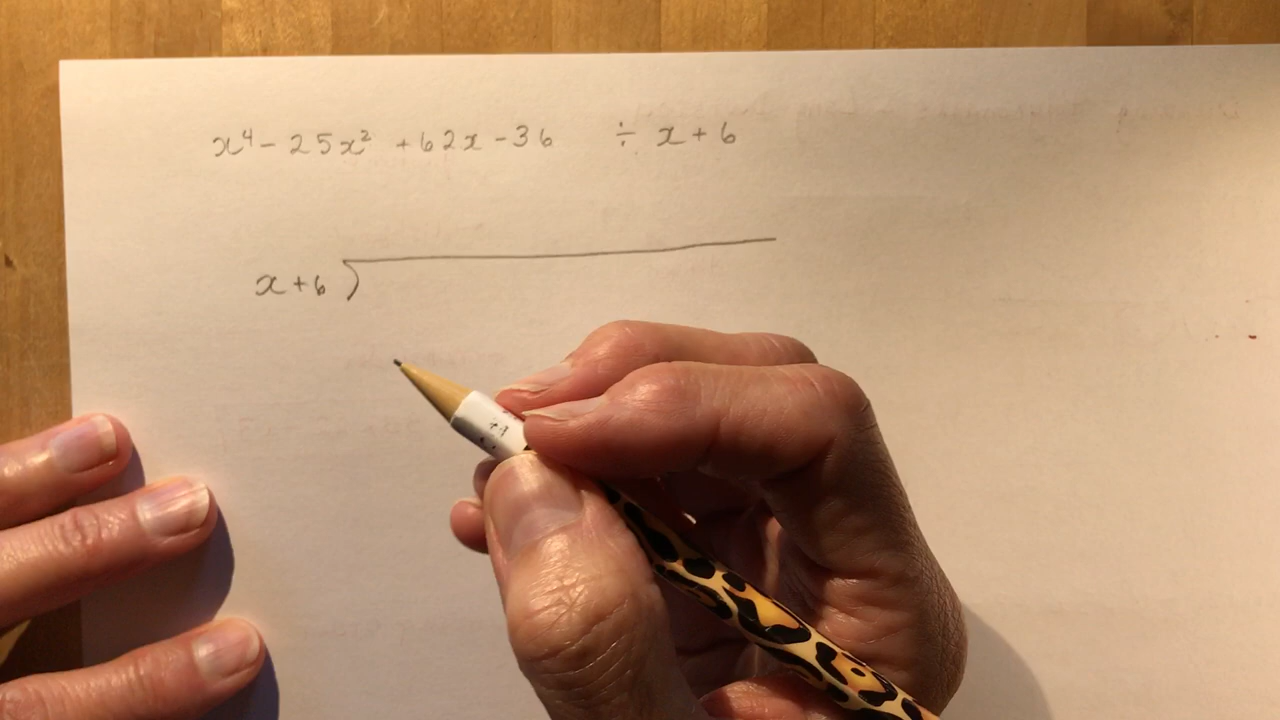 x⁴ - 25x² + 62x - 36 ÷ x + 6
x + 6 )